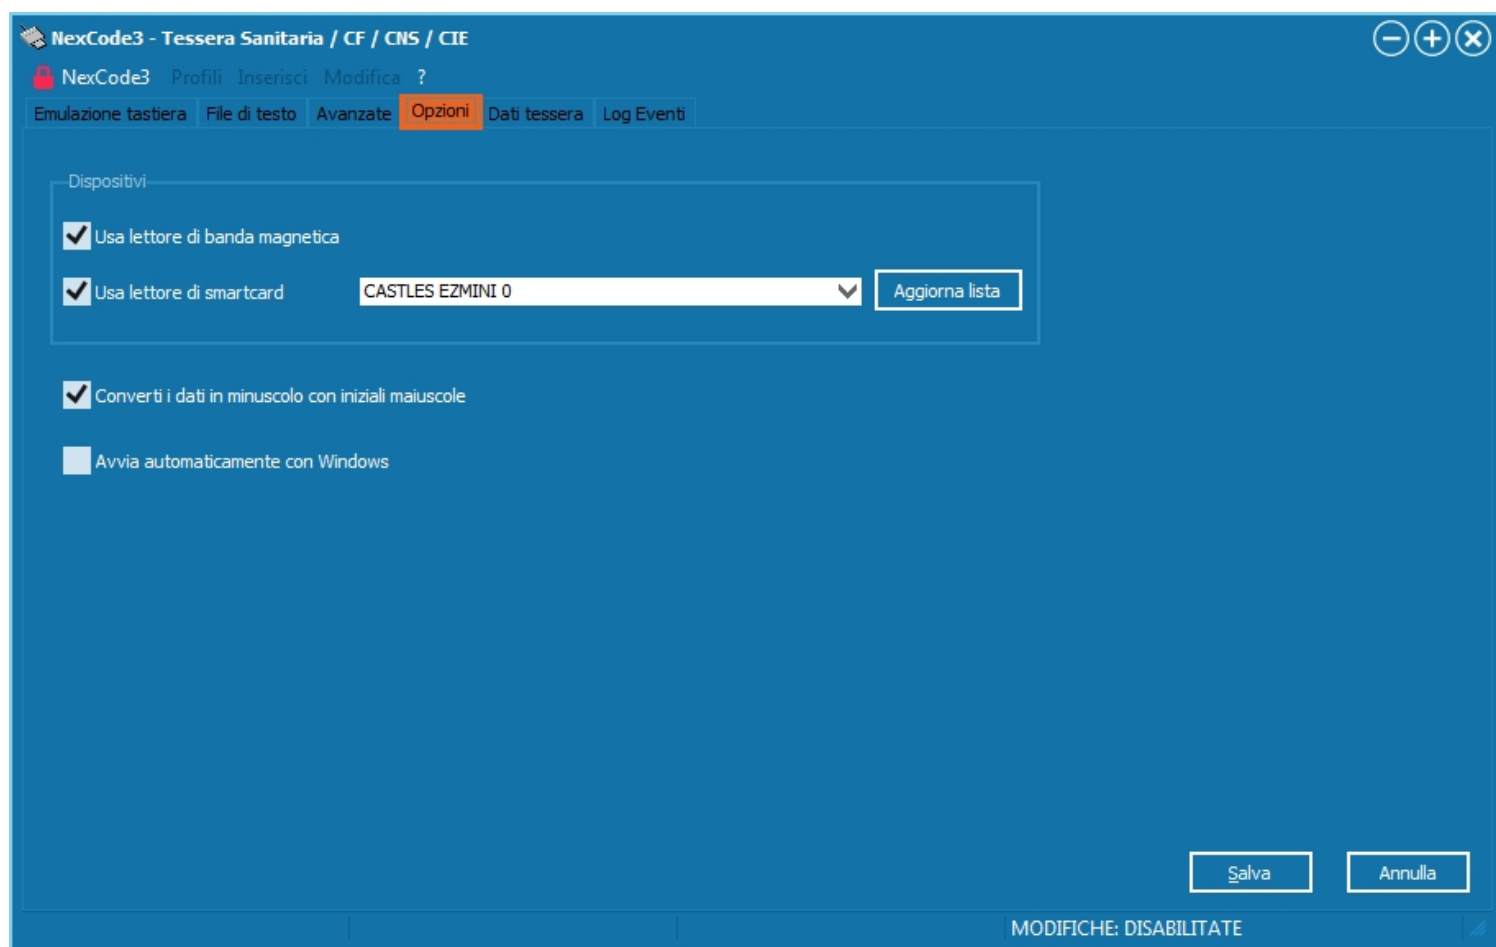 NexCode3 - Tessera Sanitaria / CF / CNS / CIE
NexCode3 Profili Inserisci Modifica ?
Emulazione tastiera File di testo Avanzate Opzioni Dati tessera Log Eventi
Dispositivi
Usa lettore di banda magnetica
Usa lettore di smartcard CASTLES EZMINI 0 Aggiorna lista
Converti i dati in minuscolo con iniziali maiuscole
Avvia automaticamente con Windows
Salva Annulla
MODIFICHE: DISABILITATE